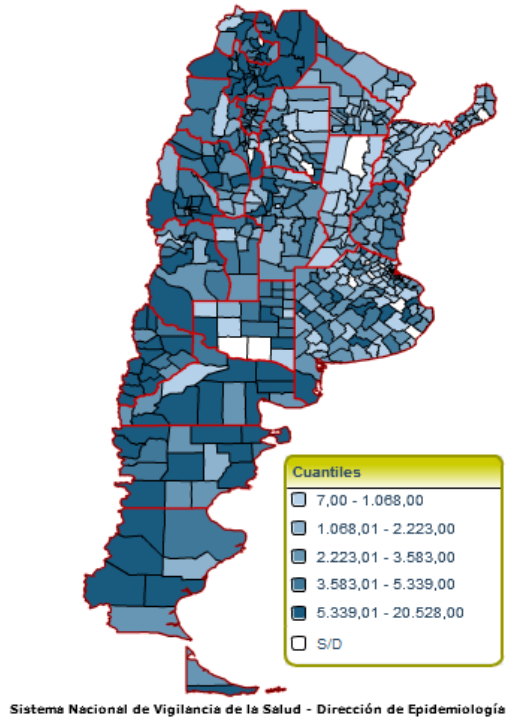 Cuantiles
7,00 - 1.068,00
1.068,01 - 2.223,00
2.223,01 - 3.583,00
3.583,01 - 5.339,00
5.339,01 - 20.528,00
S/D
Sistema Nacional de Vigilancia de la Salud - Dirección de Epidemiología